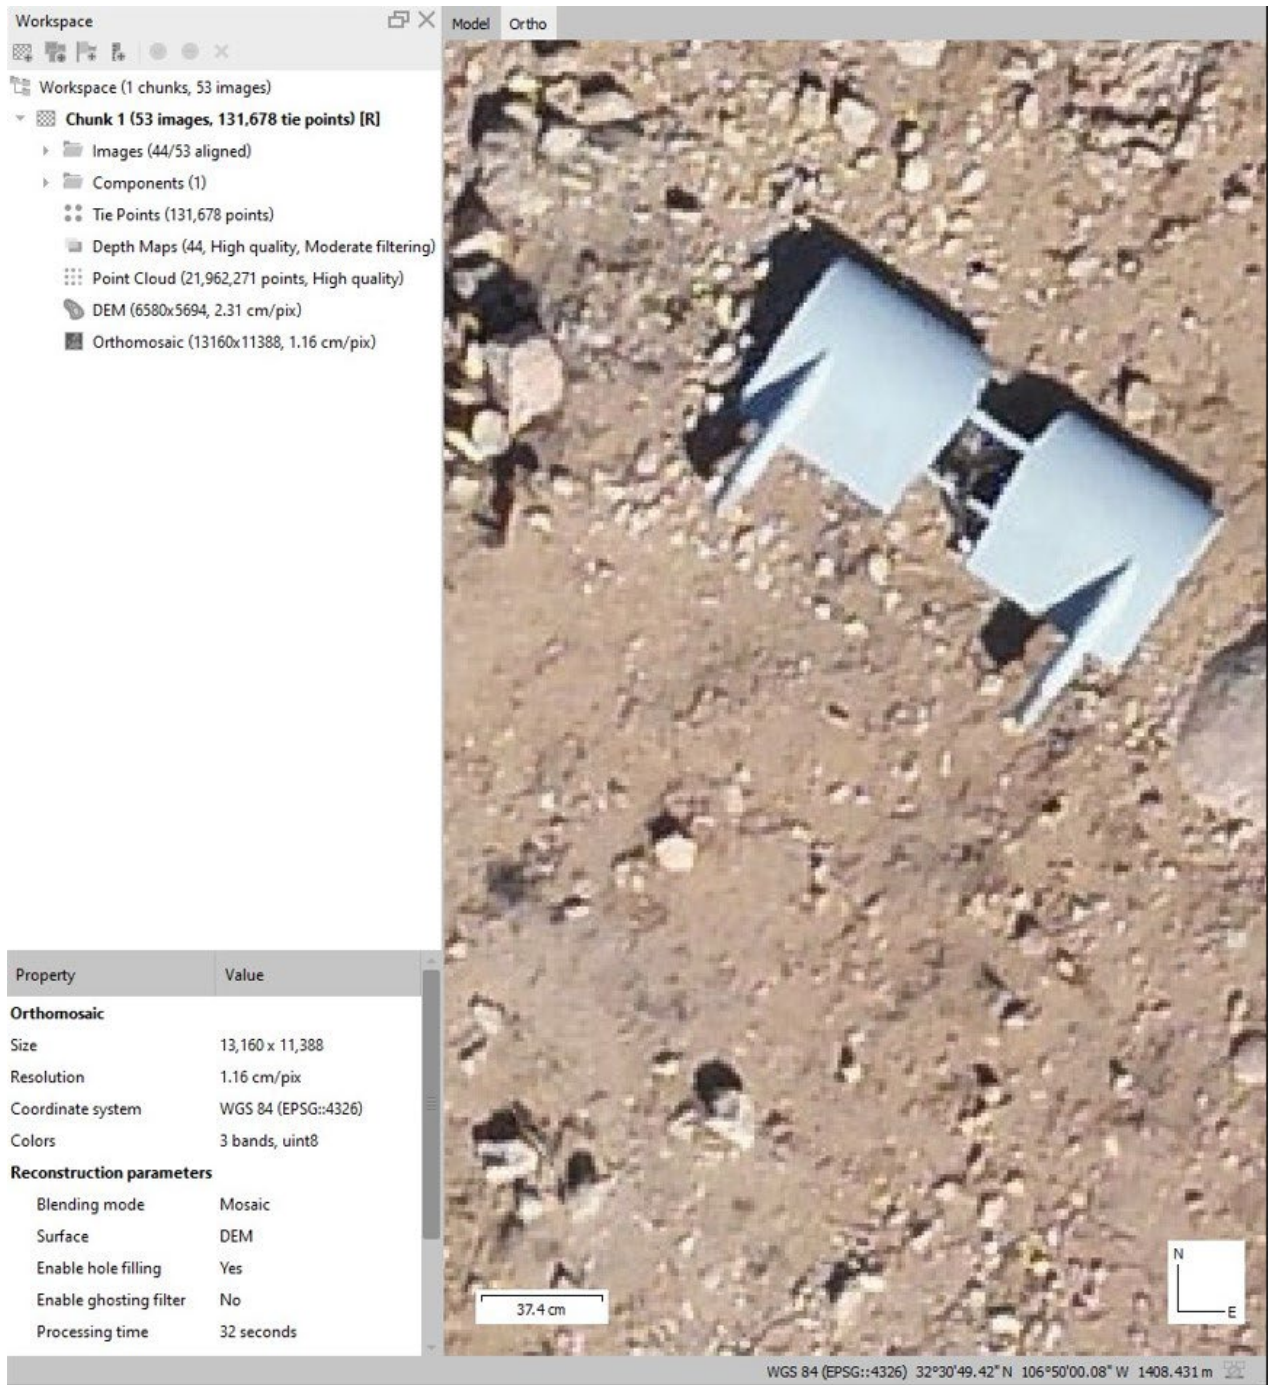 Workspace
Model Ortho
Workspace (1 chunks, 53 images)
Chunk 1 (53 images, 131,678 tie points) [R]
Images (44/53 aligned)
Components (1)
Tie Points (131,678 points)
Depth Maps (44, High quality, Moderate filtering)
Point Cloud (21,962,271 points, High quality)
DEM (6580x5694, 2.31 cm/pix)
Orthomosaic (13160x11388, 1.16 cm/pix)
Property Value
Orthomosaic
Size 13,160 x 11,388
Resolution 1.16 cm/pix
Coordinate system WGS 84 (EPSG::4326)
Colors 3 bands, uint8
Reconstruction parameters
Blending mode Mosaic
Surface DEM
Enable hole filling Yes
Enable ghosting filter No
Processing time 32 seconds
37.4 cm
N
E
WGS 84 (EPSG::4326) 32°30'49.42" N 106°50'00.08" W 1408.431 m